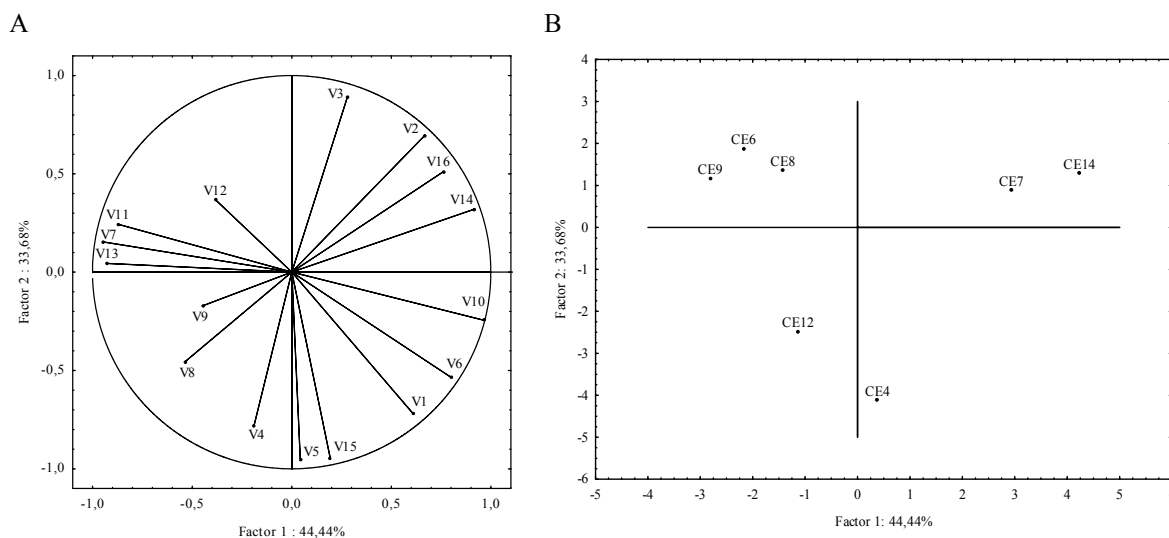 A
B
1,0
0,5
0,0
-0,5
-1,0
Factor 2 : 33,68%
V3
V2
V16
V14
V12
V11
V7
V13
V10
V9
V6
V8
V1
V4
V5
V15
-1,0 -0,5 0,0 0,5 1,0
Factor 1 : 44,44%
4
3
2
1
0
-1
-2
-3
-4
-5
-6
Factor 2: 33,68%
CE6
CE9
CE8
CE14
CE7
CE12
CE4
-5 -4 -3 -2 -1 0 1 2 3 4 5
Factor 1: 44,44%